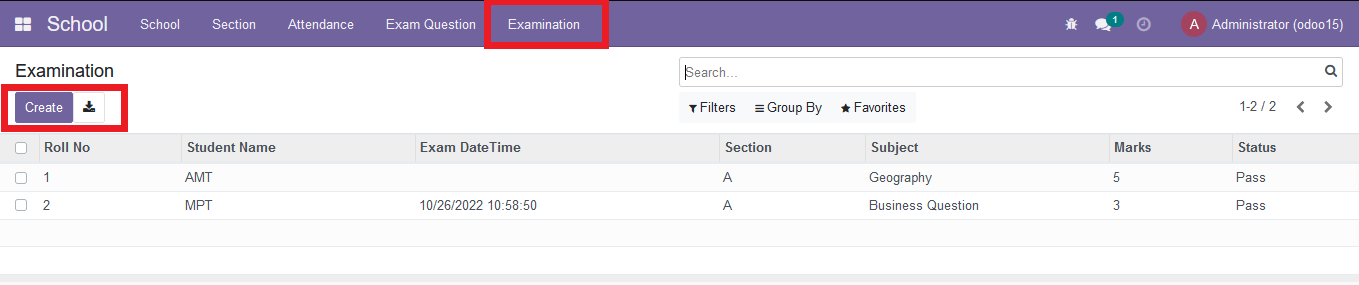 School School Section Attendance Exam Question Examination 1 A Administrator (odoo15)
Examination Search...
Create Filters Group By Favorites 1-2 / 2
Roll No Student Name Exam DateTime Section Subject Marks Status
1 AMT A Geography 5 Pass
2 MPT 10/26/2022 10:58:50 A Business Question 3 Pass